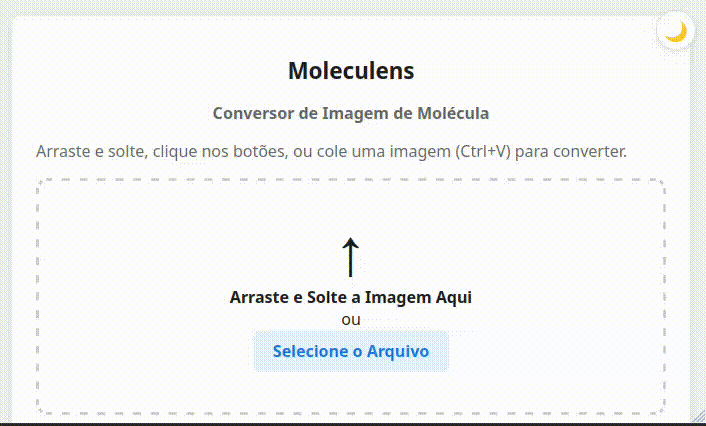 Moleculens
Conversor de Imagem de Molécula
Arraste e solte, clique nos botões, ou cole uma imagem (Ctrl+V) para converter.
Arraste e Solte a Imagem Aqui
ou
Selecione o Arquivo